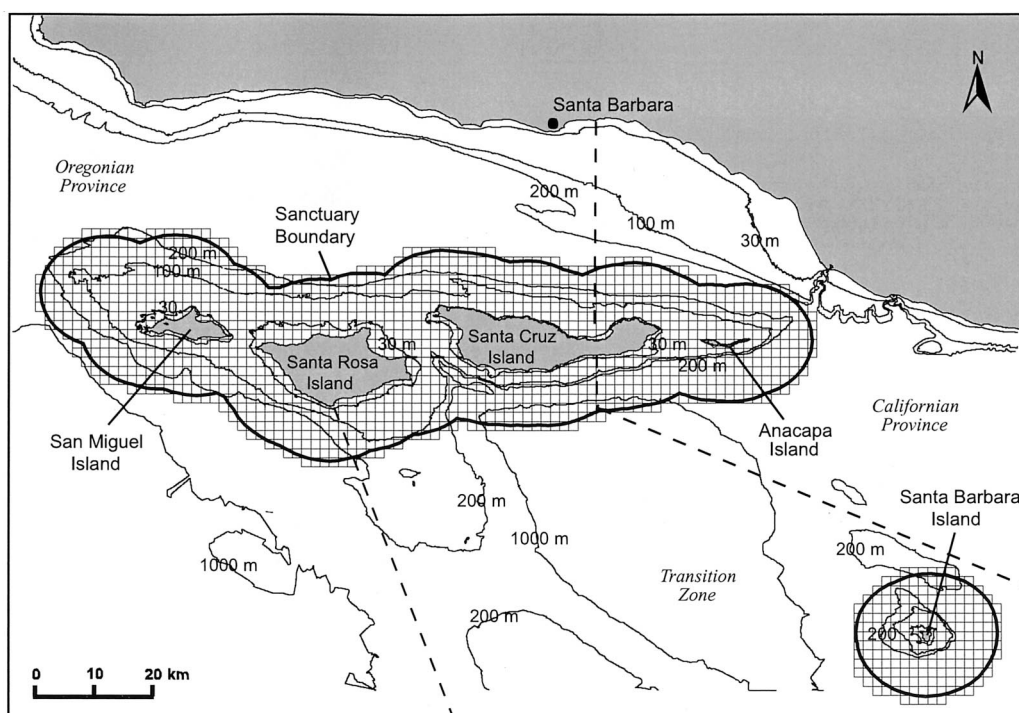 N
Santa Barbara
Oregonian
Province
200 m
Sanctuary
Boundary
100 m
30 m
200 m
100 m
30
Santa Cruz
Island
30 m
30 m
Santa Rosa
Island
200 m
Californian
Province
San Miguel
Island
Anacapa
Island
Santa Barbara
Island
200 m
1000 m
200 m
1000 m
Transition
Zone
200 m
200
0 10 20 km